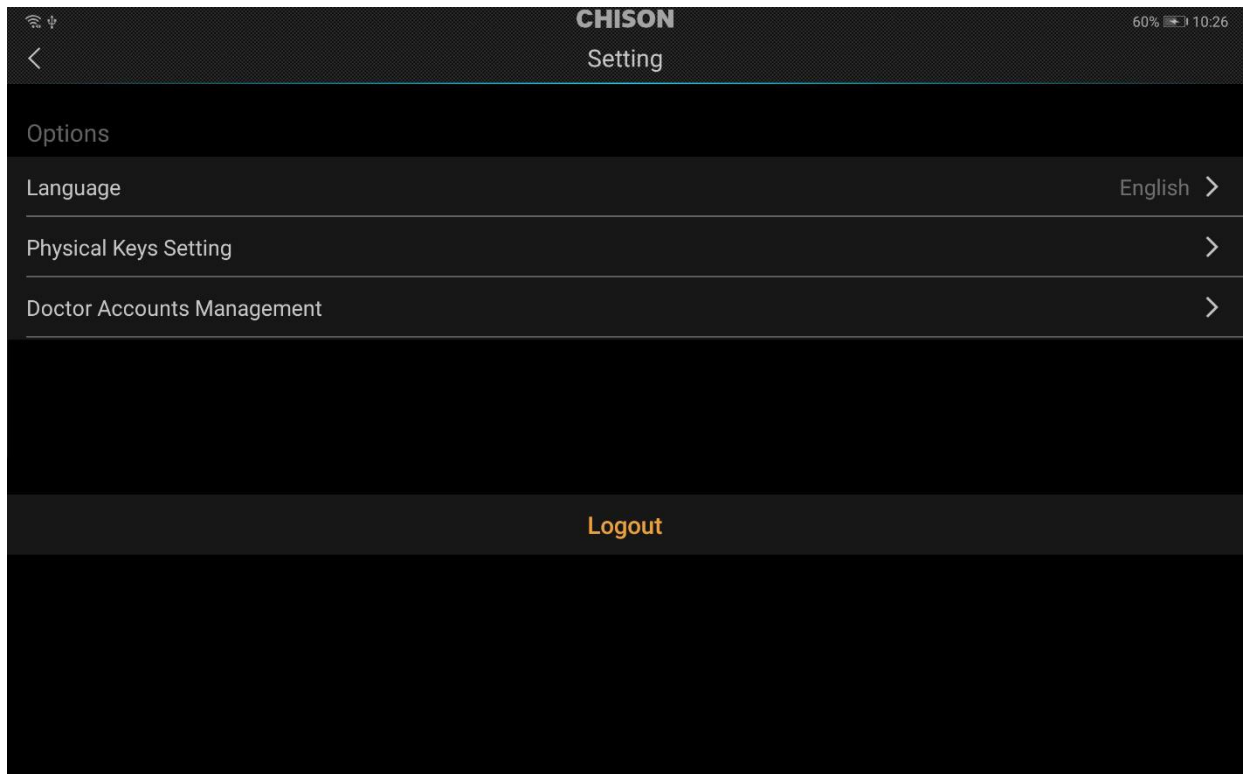 CHISON
60% 10:26
Setting
Options
Language English
Physical Keys Setting
Doctor Accounts Management
Logout